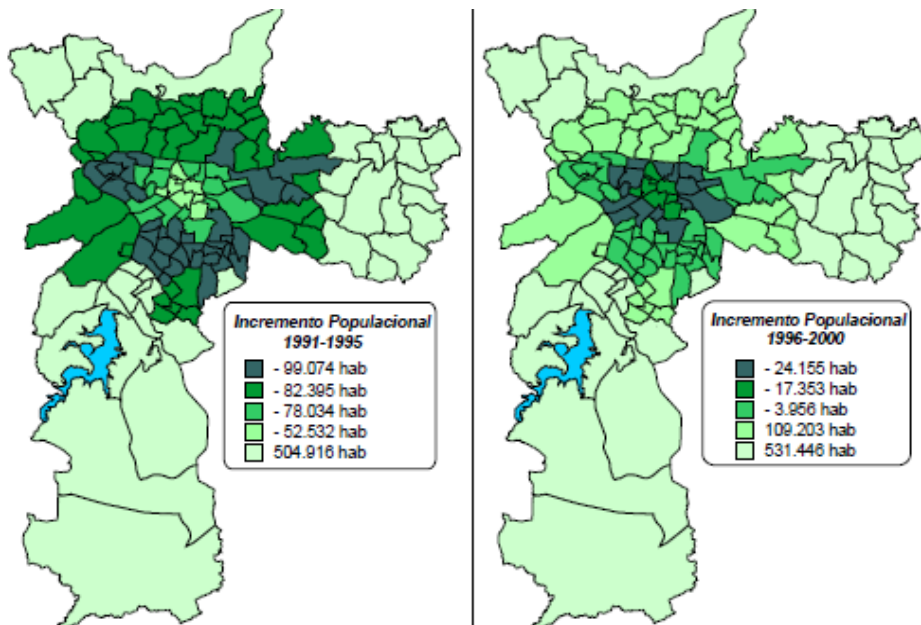 Incremento Populacional
1991-1995
- 99.074 hab
- 82.395 hab
- 78.034 hab
- 52.532 hab
504.916 hab
Incremento Populacional
1996-2000
- 24.155 hab
- 17.353 hab
- 3.956 hab
109.203 hab
531.446 hab